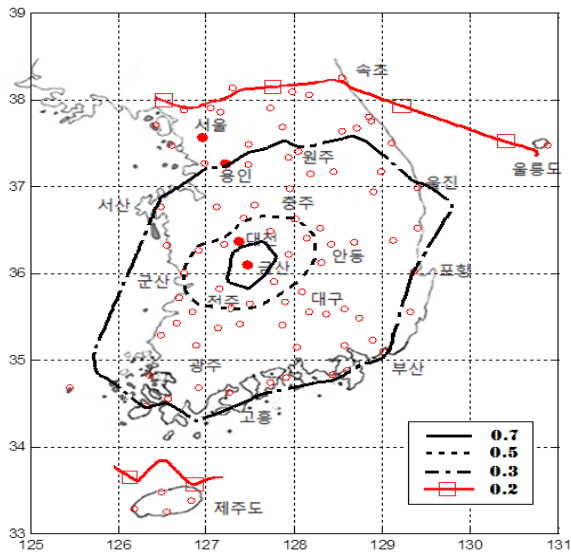 39
속초
38
서울
울릉도
원주
용인
37
울진
서산
충주
대전
안동
36
군산
금산
포항
전주
대구
35
광주
부산
고흥
34
0.7
0.5
0.3
0.2
제주도
33
125 126 127 128 129 130 131